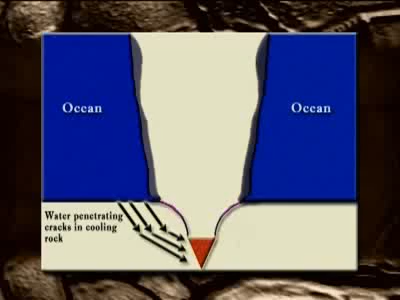 Ocean
Ocean
Water penetrating
cracks in cooling
rock